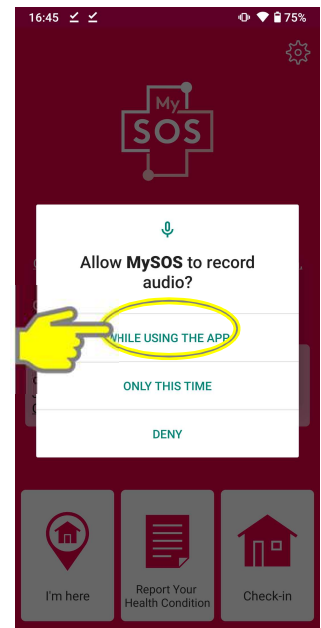 16:45
75%
My
SOS
Allow MySOS to record
audio?
WHILE USING THE APP
ONLY THIS TIME
DENY
I'm here
Report Your
Health Condition
Check-in